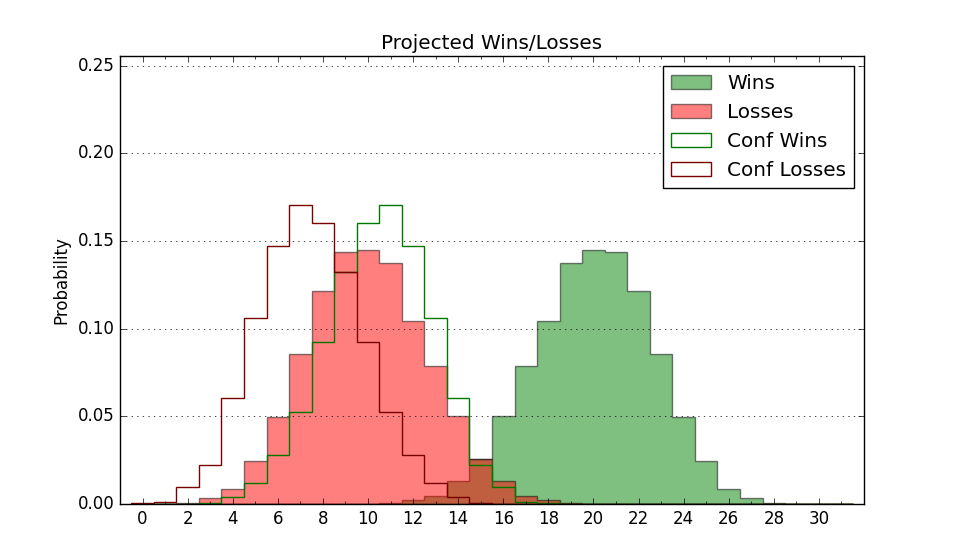 Projected Wins/Losses
Probability
0.25
0.20
0.15
0.10
0.05
0.00
0 2 4 6 8 10 12 14 16 18 20 22 24 26 28 30
Wins
Losses
Conf Wins
Conf Losses